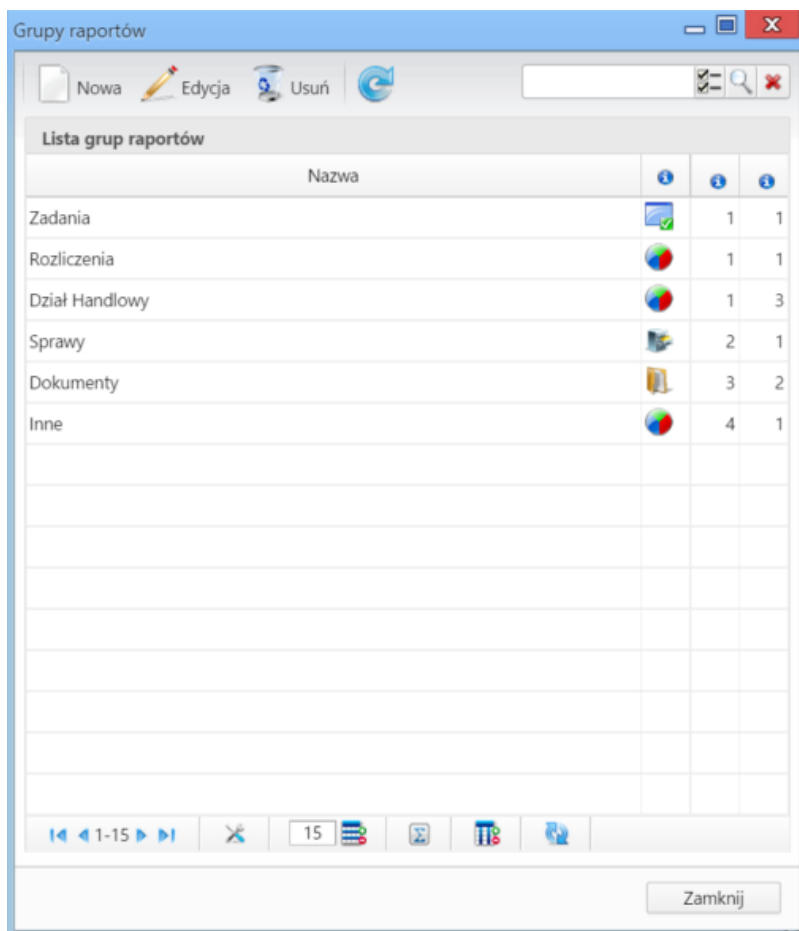 Grupy raportów
Nowa Edycja Usuń
Lista grup raportów
Nazwa
Zadania 1 1
Rozliczenia 1 1
Dział Handlowy 1 3
Sprawy 2 1
Dokumenty 3 2
Inne 4 1
1-15 15
Zamknij